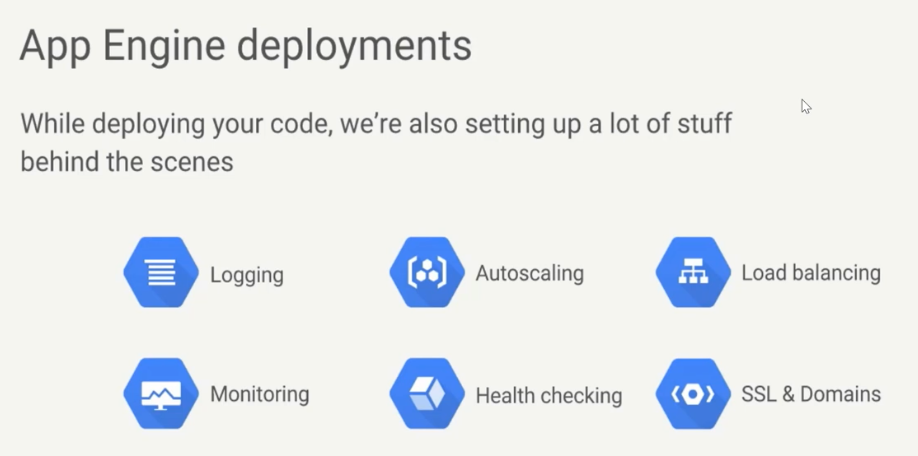 App Engine deployments
While deploying your code, we're also setting up a lot of stuff
behind the scenes
Logging
Autoscaling
Load balancing
Monitoring
Health checking
SSL & Domains